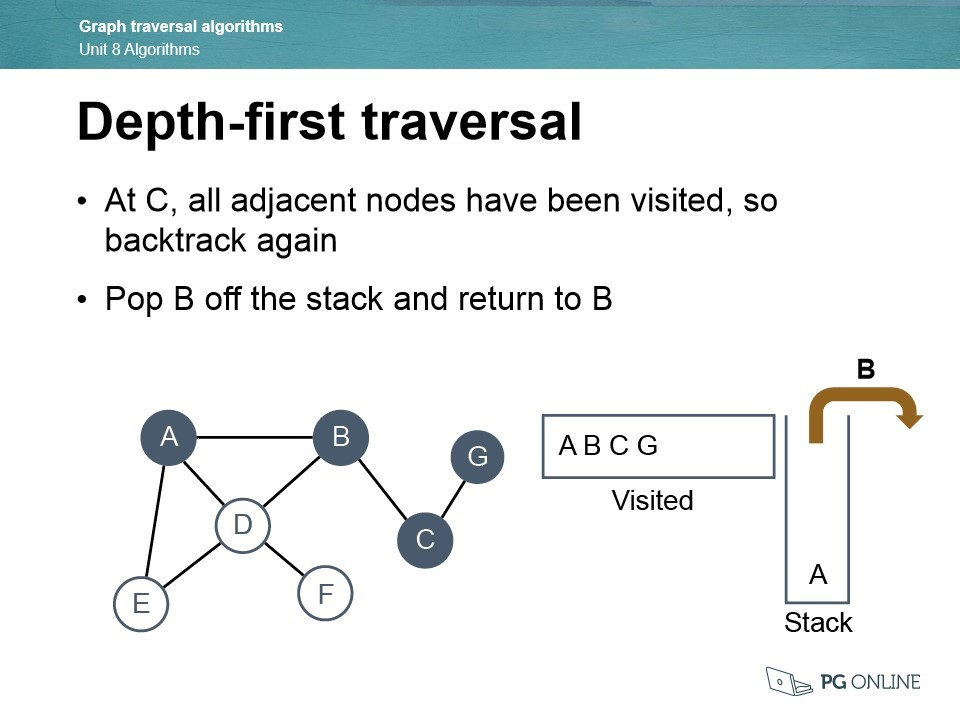 Graph traversal algorithms
Unit 8 Algorithms
Depth-first traversal
• At C, all adjacent nodes have been visited, so
backtrack again
• Pop B off the stack and return to B
B
A
B
G
D
C
E
F
A B C G
Visited
A
Stack
PG ONLINE